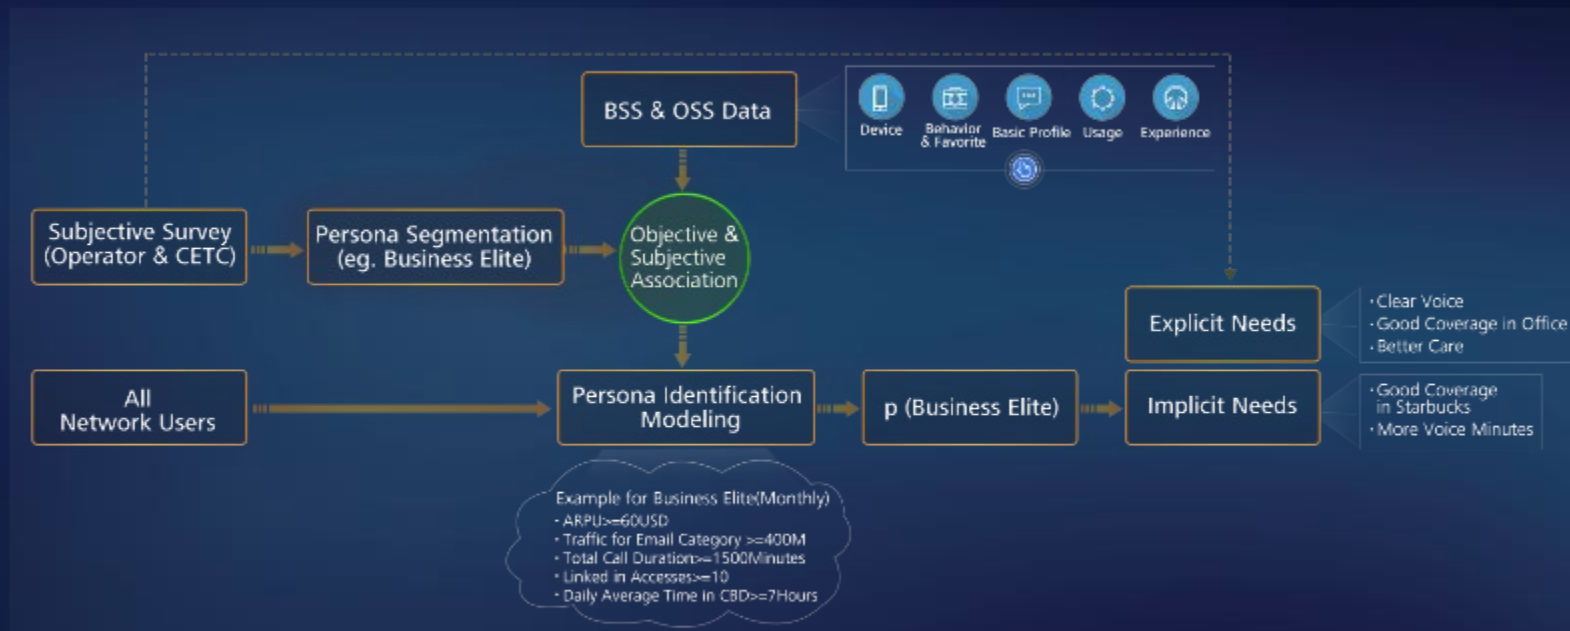 BSS & OSS Data
Device
Behavior
& Favorite
Basic Profile
Usage
Experience
Subjective Survey
(Operator & CETC)
Persona Segmentation
(eg. Business Elite)
Objective &
Subjective
Association
Explicit Needs
· Clear Voice
· Good Coverage in Office
· Better Care
All
Network Users
Persona Identification
Modeling
p (Business Elite)
Implicit Needs
· Good Coverage
in Starbucks
· More Voice Minutes
Example for Business Elite(Monthly)
· ARPU>=60USD
· Traffic for Email Category >=400M
· Total Call Duration>=1500Minutes
· Linked in Accesses>=10
· Daily Average Time in CBD>=7Hours